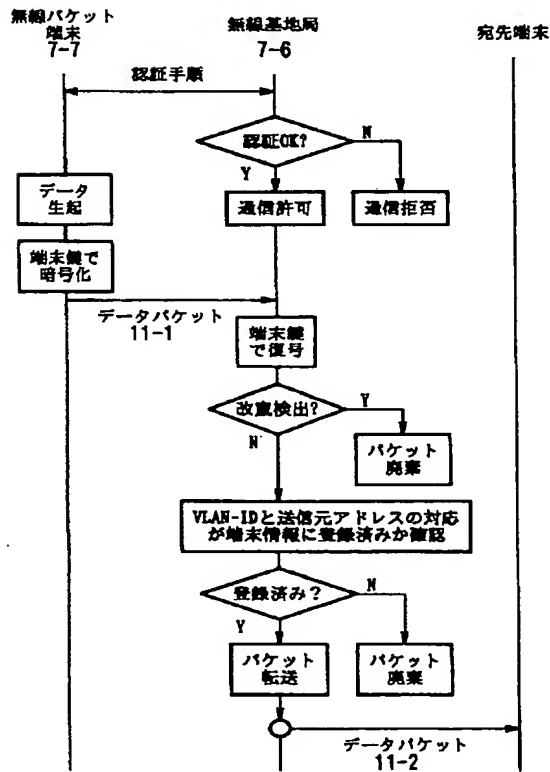 無線パケット
端末
7-7
無線基地局
7-6
宛先端末
認証手順
認証OK?
N
Y
データ
生起
通信許可
通信拒否
端末鍵で
暗号化
データパケット
11-1
端末鍵
で復号
改竄検出?
Y
N
パケット
廃棄
VLAN-IDと送信元アドレスの対応
が端末情報に登録済みか確認
登録済み?
N
Y
パケット
転送
パケット
廃棄
データパケット
11-2